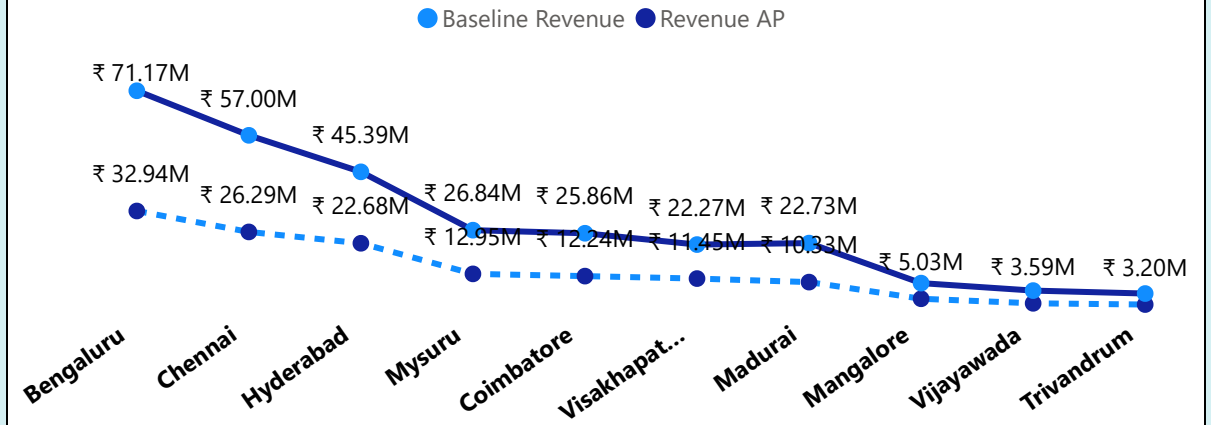 Baseline Revenue Revenue AP
₹ 71.17M
₹ 57.00M
₹ 45.39M
₹ 26.84M
₹ 25.86M
₹ 22.27M
₹ 22.73M
₹ 5.03M
₹ 3.59M
₹ 3.20M
₹ 32.94M
₹ 26.29M
₹ 22.68M
₹ 12.95M
₹ 12.24M
₹ 11.45M
₹ 10.33M
Bengaluru
Chennai
Hyderabad
Mysuru
Coimbatore
Visakhapat...
Madurai
Mangalore
Vijayawada
Trivandrum